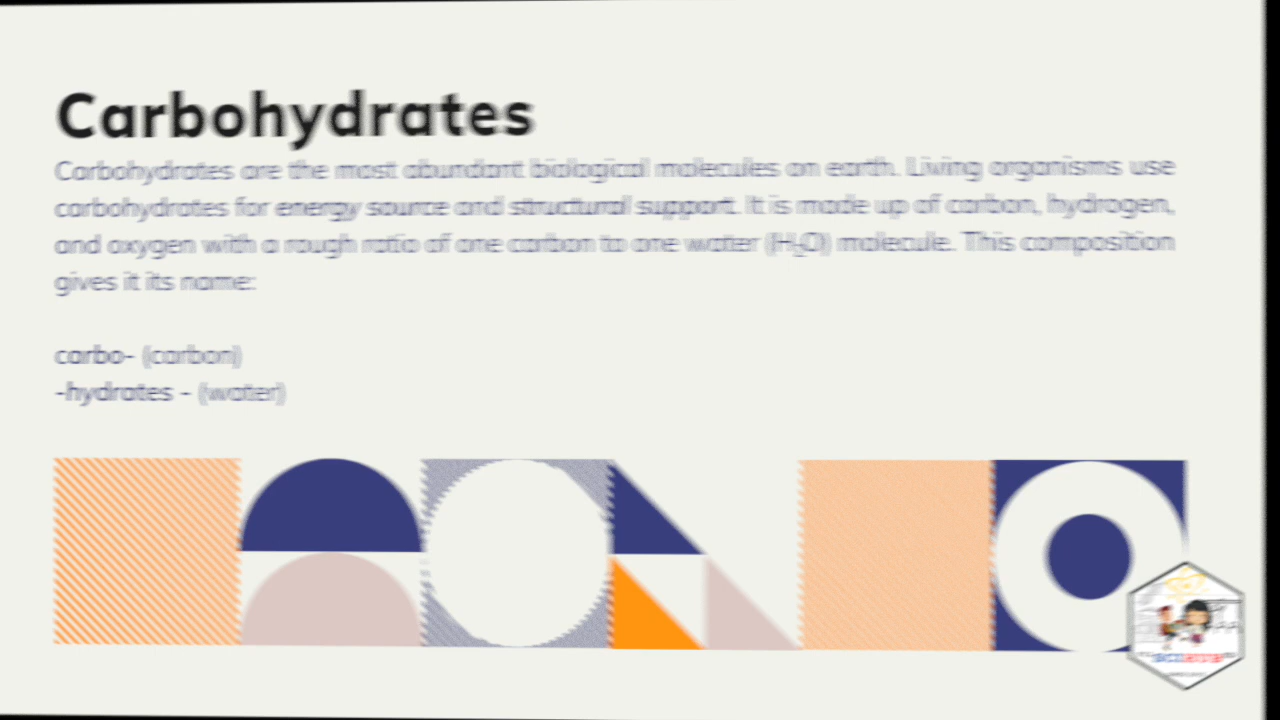 Carbohydrates
Carbohydrates are the most abundant biological molecules on earth. Living organisms use
carbohydrates for energy source and structural support. It is made up of carbon, hydrogen,
and oxygen with a rough ratio of one carbon to one water (H₂O) molecule. This composition
gives it its name:
carbo- (carbon)
-hydrates - (water)